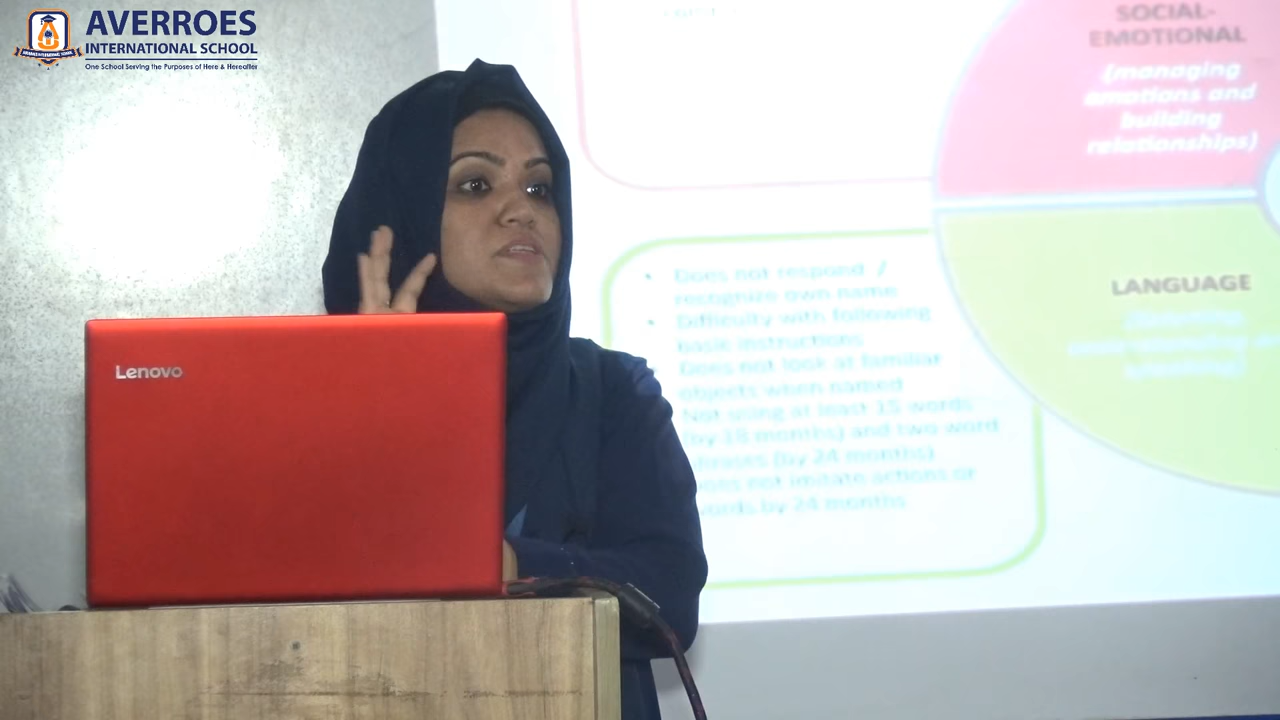 AVERROES
INTERNATIONAL SCHOOL
One School Serving the Purposes of Here & Hereafter
Lenovo
SOCIAL-
EMOTIONAL
(managing
emotions and
building
relationships)
LANGUAGE
• Does not respond /
recognize own name
• Difficulty with following
basic instructions
• Does not look at familiar
objects when named
Not using at least 15 words
(by 18 months) and two word
phrases (by 24 months)
Does not imitate actions or
words by 24 months